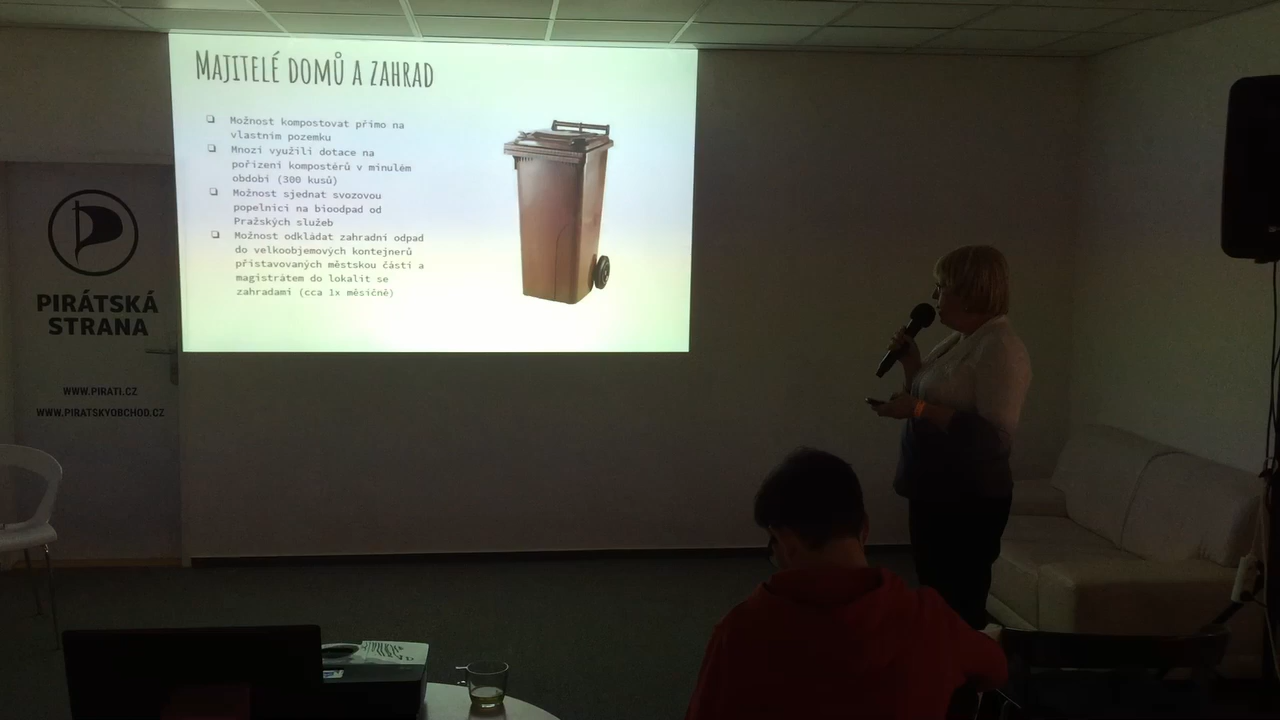 Majitelé domů a zahrad
❏ Možnost kompostovat přímo na
vlastním pozemku
❏ Mnozí využili dotace na
pořízení kompostérů v minulém
období (300 kusů)
❏ Možnost sjednat svozovou
popelnici na bioodpad od
Pražských služeb
❏ Možnost odkládat zahradní odpad
do velkoobjemových kontejnerů
přistavovaných městskou částí a
magistrátem do lokalit se
zahradami (cca 1x měsíčně)
PIRÁTSKÁ
STRANA
WWW.PIRATI.CZ
WWW.PIRATSKYOBCHOD.CZ